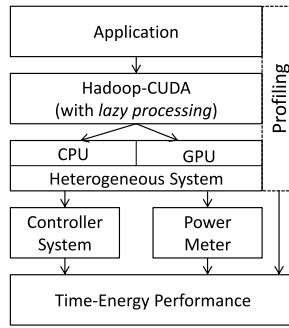 Application
Hadoop-CUDA
(with lazy processing)
CPU GPU
Heterogeneous System
Controller
System
Power
Meter
Time-Energy Performance
Profiling